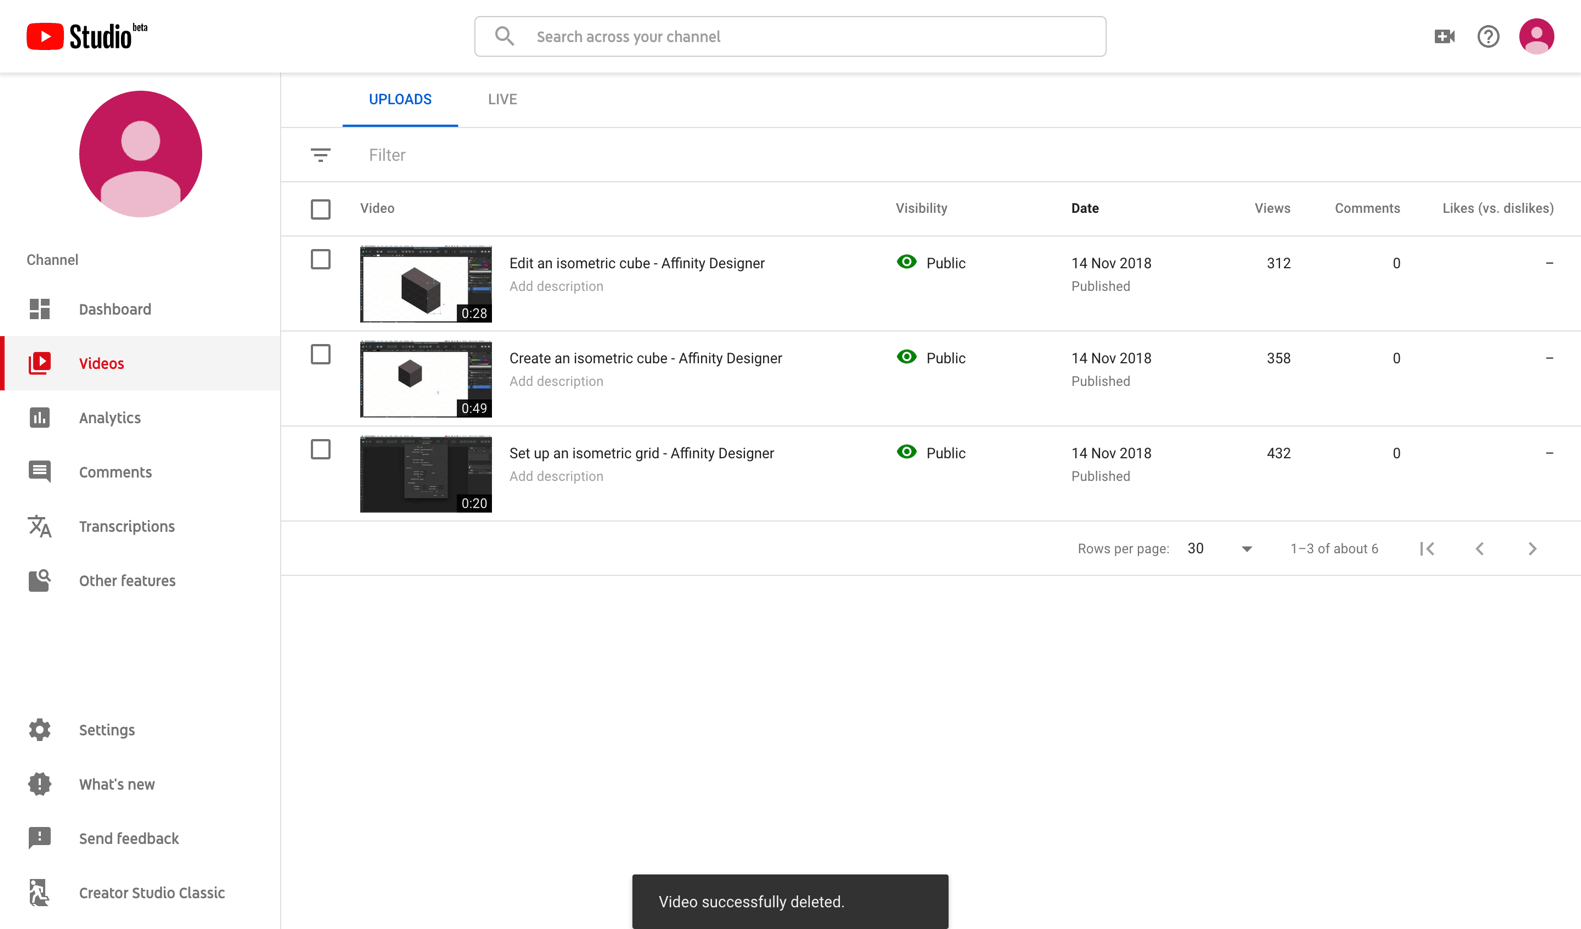 Studio beta
Search across your channel
UPLOADS LIVE
Filter
Channel
Dashboard
Videos
Analytics
Comments
Transcriptions
Other features
Settings
What's new
Send feedback
Creator Studio Classic
Video Visibility Date Views Comments Likes (vs. dislikes)
Edit an isometric cube - Affinity Designer Public 14 Nov 2018 312 0 –
Add description Published
0:28
Create an isometric cube - Affinity Designer Public 14 Nov 2018 358 0 –
Add description Published
0:49
Set up an isometric grid - Affinity Designer Public 14 Nov 2018 432 0 –
Add description Published
0:20
Rows per page: 30 1–3 of about 6
Video successfully deleted.